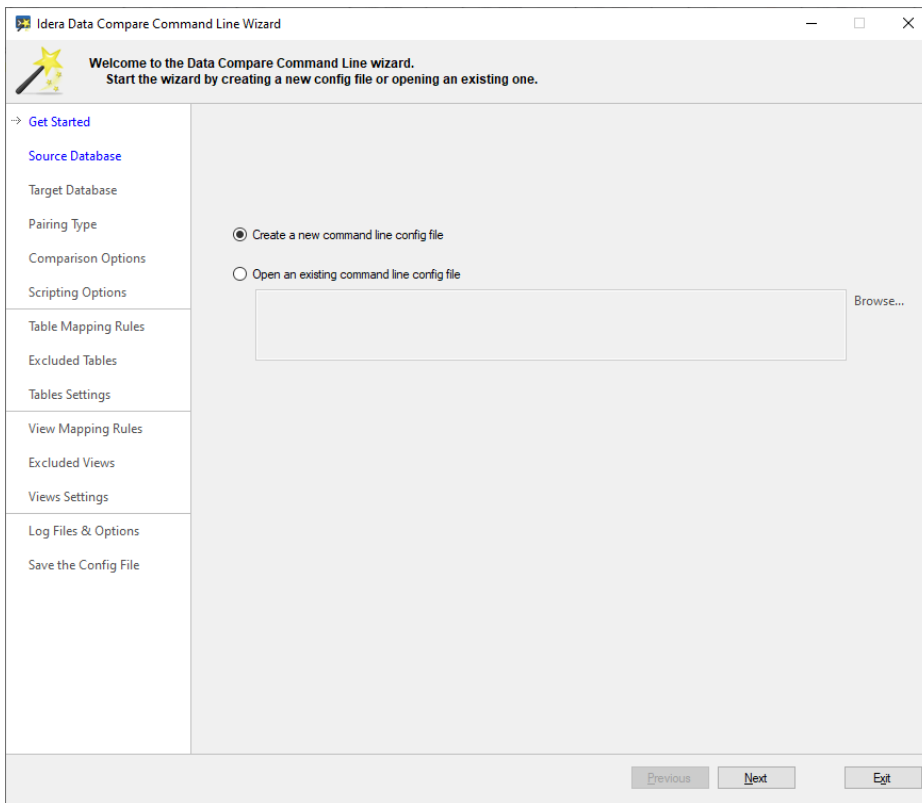 Idera Data Compare Command Line Wizard
Welcome to the Data Compare Command Line wizard.
Start the wizard by creating a new config file or opening an existing one.
Get Started
Source Database
Target Database
Pairing Type
Comparison Options
Scripting Options
Table Mapping Rules
Excluded Tables
Tables Settings
View Mapping Rules
Excluded Views
Views Settings
Log Files & Options
Save the Config File
Create a new command line config file
Open an existing command line config file
Browse...
Previous
Next
Exit